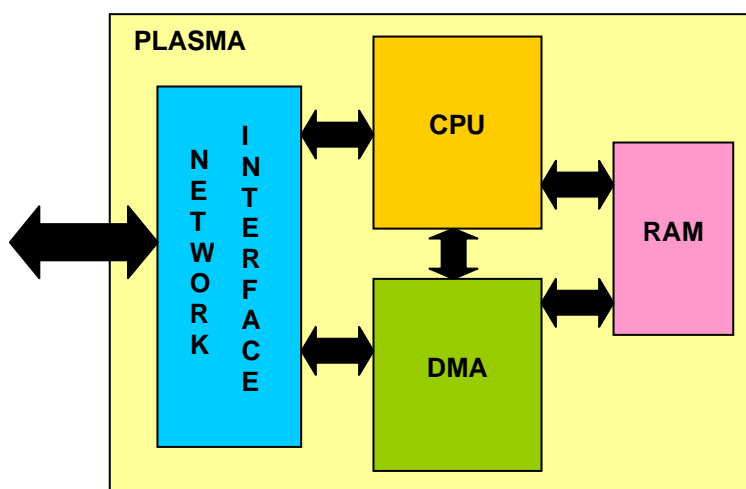 PLASMA
NETWORK
INTERFACE
CPU
RAM
DMA